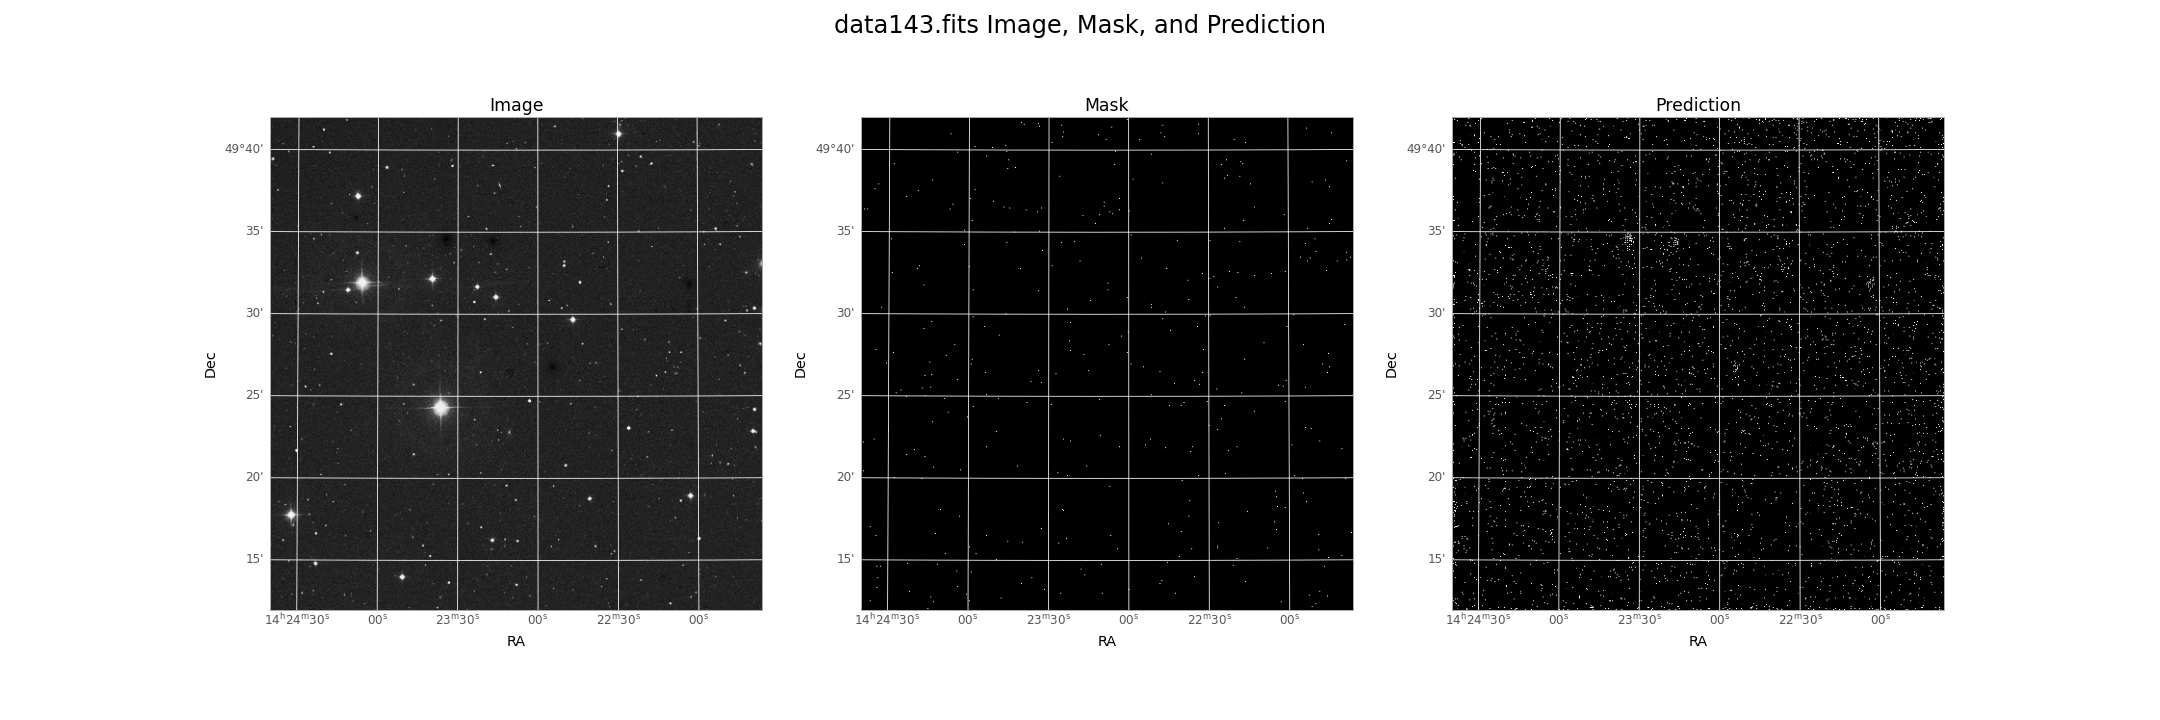 data143.fits Image, Mask, and Prediction
Image
Mask
Prediction
49°40'
35'
30'
25'
20'
15'
Dec
14ʰ24ᵐ30ˢ 00ˢ 23ᵐ30ˢ 00ˢ 22ᵐ30ˢ 00ˢ
RA
49°40'
35'
30'
25'
20'
15'
Dec
14ʰ24ᵐ30ˢ 00ˢ 23ᵐ30ˢ 00ˢ 22ᵐ30ˢ 00ˢ
RA
49°40'
35'
30'
25'
20'
15'
Dec
14ʰ24ᵐ30ˢ 00ˢ 23ᵐ30ˢ 00ˢ 22ᵐ30ˢ 00ˢ
RA